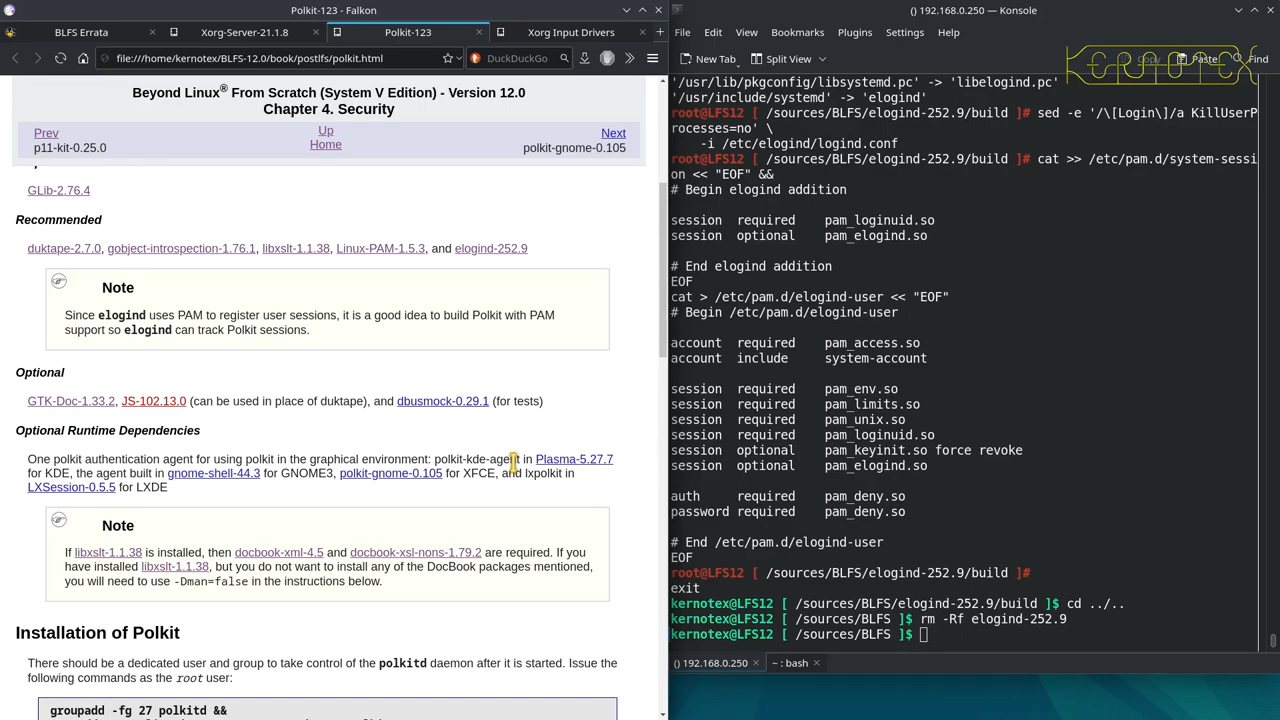 Polkit-123 - Falkon
BLFS Errata
Xorg-Server-21.1.8
Polkit-123
Xorg Input Drivers
file:///home/kernotex/BLFS-12.0/book/postlfs/polkit.html
DuckDuckGo
Beyond Linux® From Scratch (System V Edition) - Version 12.0
Chapter 4. Security
Prev
Up
Next
p11-kit-0.25.0
Home
polkit-gnome-0.105
GLib-2.76.4
Recommended
duktape-2.7.0, gobject-introspection-1.76.1, libxslt-1.1.38, Linux-PAM-1.5.3, and elogind-252.9
Note
Since elogind uses PAM to register user sessions, it is a good idea to build Polkit with PAM
support so elogind can track Polkit sessions.
Optional
GTK-Doc-1.33.2, JS-102.13.0 (can be used in place of duktape), and dbusmock-0.29.1 (for tests)
Optional Runtime Dependencies
One polkit authentication agent for using polkit in the graphical environment: polkit-kde-agent in Plasma-5.27.7
for KDE, the agent built in gnome-shell-44.3 for GNOME3, polkit-gnome-0.105 for XFCE, and lxpolkit in
LXSession-0.5.5 for LXDE
Note
If libxslt-1.1.38 is installed, then docbook-xml-4.5 and docbook-xsl-nons-1.79.2 are required. If you
have installed libxslt-1.1.38, but you do not want to install any of the DocBook packages mentioned,
you will need to use -Dman=false in the instructions below.
Installation of Polkit
There should be a dedicated user and group to take control of the polkitd daemon after it is started. Issue the
following commands as the root user:
groupadd -fg 27 polkitd &&
() 192.168.0.250 — Konsole
File Edit View Bookmarks Plugins Settings Help
New Tab Split View Copy Paste Find
KERNOTEX
'/usr/lib/pkgconfig/libsystemd.pc' -> 'libelogind.pc'
'/usr/include/systemd' -> 'elogind'
root@LFS12 [ /sources/BLFS/elogind-252.9/build ]# sed -e '/\[Login\]/a KillUserP
rocesses=no' \
-i /etc/elogind/logind.conf
root@LFS12 [ /sources/BLFS/elogind-252.9/build ]# cat >> /etc/pam.d/system-sessi
on << "EOF" &&
# Begin elogind addition
session required pam_loginuid.so
session optional pam_elogind.so
# End elogind addition
EOF
cat > /etc/pam.d/elogind-user << "EOF"
# Begin /etc/pam.d/elogind-user
account required pam_access.so
account include system-account
session required pam_env.so
session required pam_limits.so
session required pam_unix.so
session required pam_loginuid.so
session optional pam_keyinit.so force revoke
session optional pam_elogind.so
auth required pam_deny.so
password required pam_deny.so
# End /etc/pam.d/elogind-user
EOF
root@LFS12 [ /sources/BLFS/elogind-252.9/build ]#
exit
kernotex@LFS12 [ /sources/BLFS/elogind-252.9/build ]$ cd ../..
kernotex@LFS12 [ /sources/BLFS ]$ rm -Rf elogind-252.9
kernotex@LFS12 [ /sources/BLFS ]$
() 192.168.0.250
~ : bash